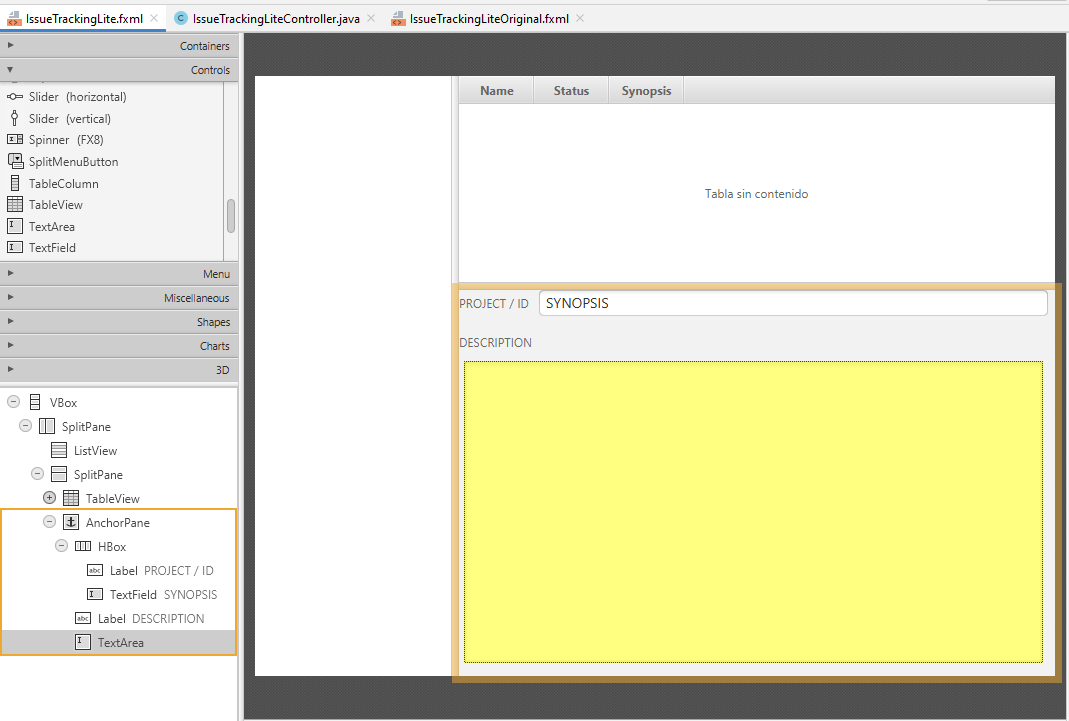 IssueTrackingLite.fxml
IssueTrackingLiteController.java
IssueTrackingLiteOriginal.fxml
Containers
Controls
Slider (horizontal)
Slider (vertical)
Spinner (FX8)
SplitMenuButton
TableColumn
TableView
TextArea
TextField
Menu
Miscellaneous
Shapes
Charts
3D
VBox
SplitPane
ListView
SplitPane
TableView
AnchorPane
HBox
Label PROJECT / ID
TextField SYNOPSIS
Label DESCRIPTION
TextArea
Name Status Synopsis
Tabla sin contenido
PROJECT / ID SYNOPSIS
DESCRIPTION